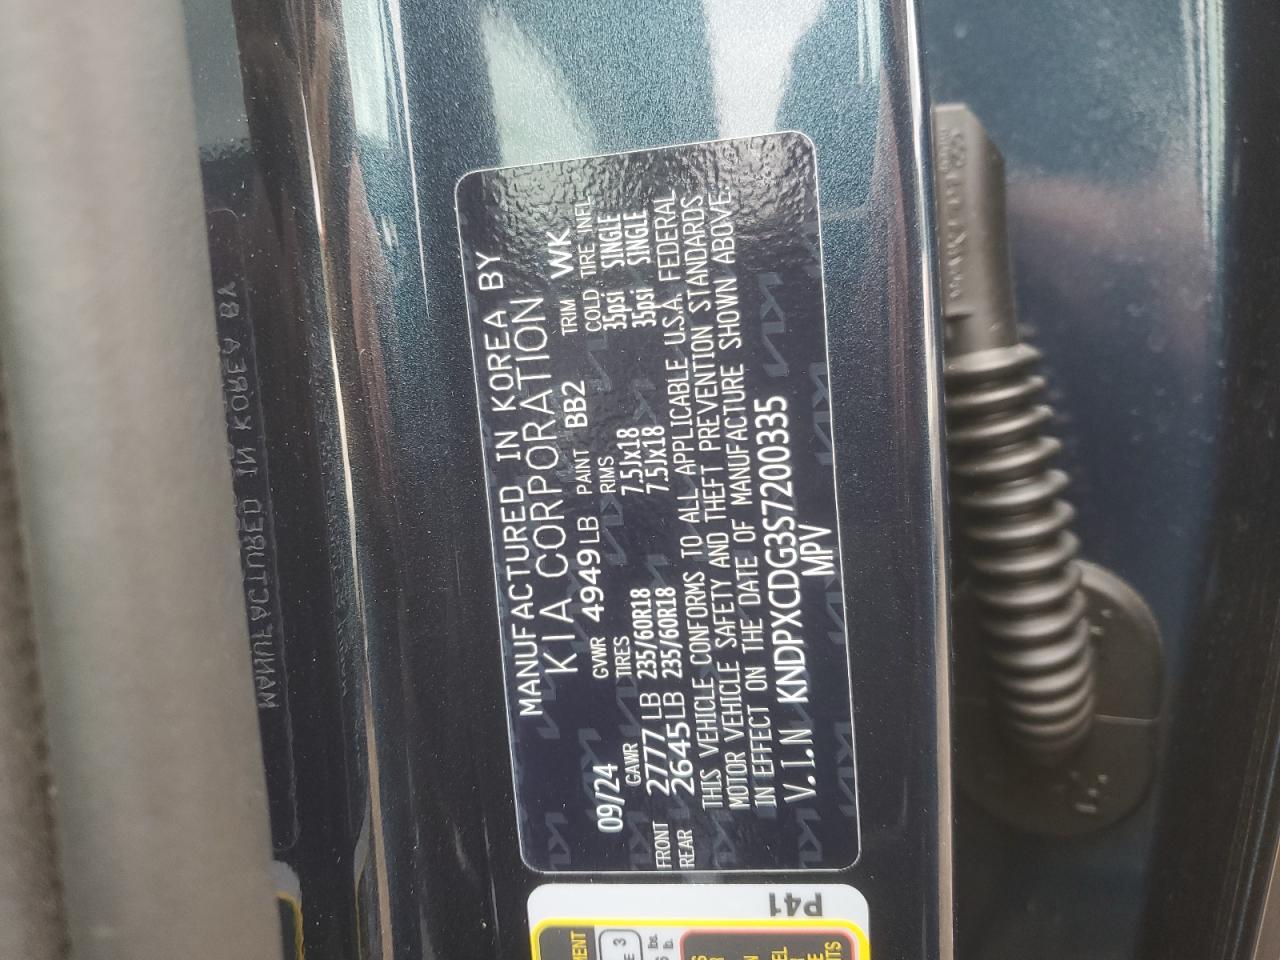 MANUFACTURED IN KOREA BY
KIA CORPORATION
09/24 GVWR 4949LB PAINT BB2 TRIM WK
GAWR TIRES RIMS COLD TIRE INFL.
FRONT 2777LB 235/60R18 7.5Jx18 35psi SINGLE
REAR 2645LB 235/60R18 7.5Jx18 35psi SINGLE
THIS VEHICLE CONFORMS TO ALL APPLICABLE U.S.A. FEDERAL
MOTOR VEHICLE SAFETY AND THEFT PREVENTION STANDARDS
IN EFFECT ON THE DATE OF MANUFACTURE SHOWN ABOVE.
V.I.N KNDPXCDG3S7200335
MPV
P41